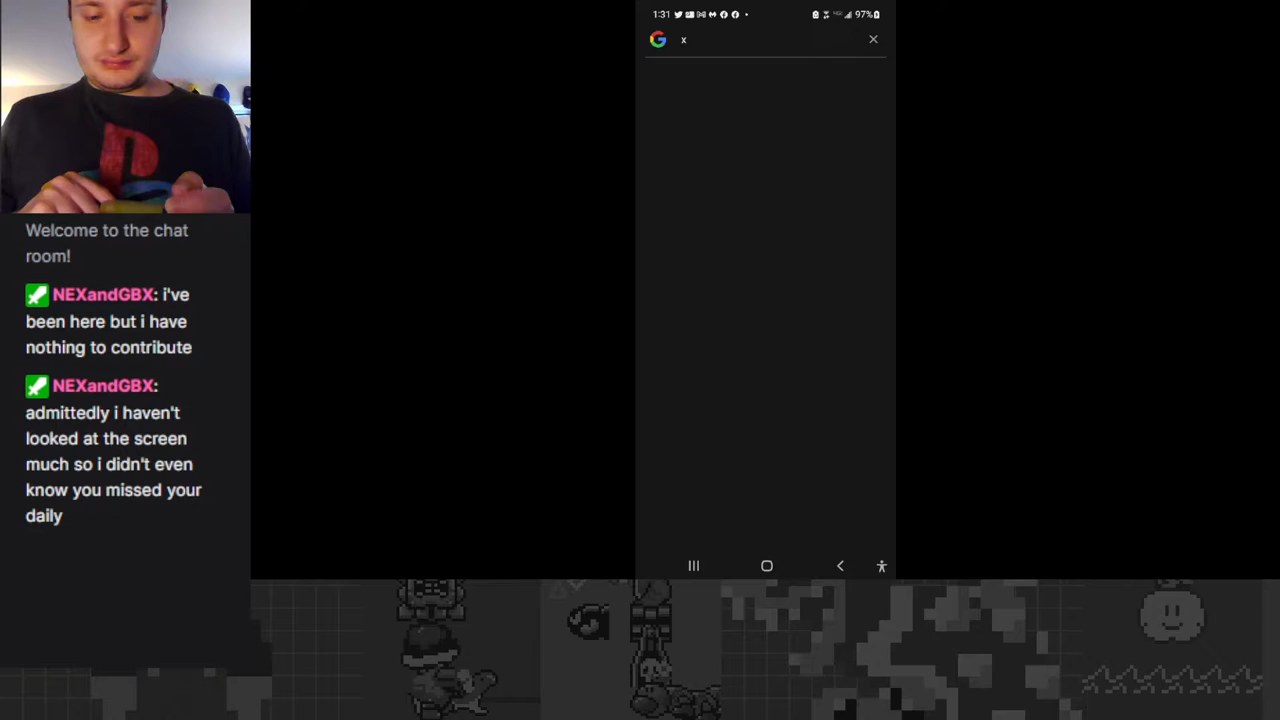 1:31
97%
x
Welcome to the chat
room!
NEXandGBX: i've
been here but i have
nothing to contribute
NEXandGBX:
admittedly i haven't
looked at the screen
much so i didn't even
know you missed your
daily